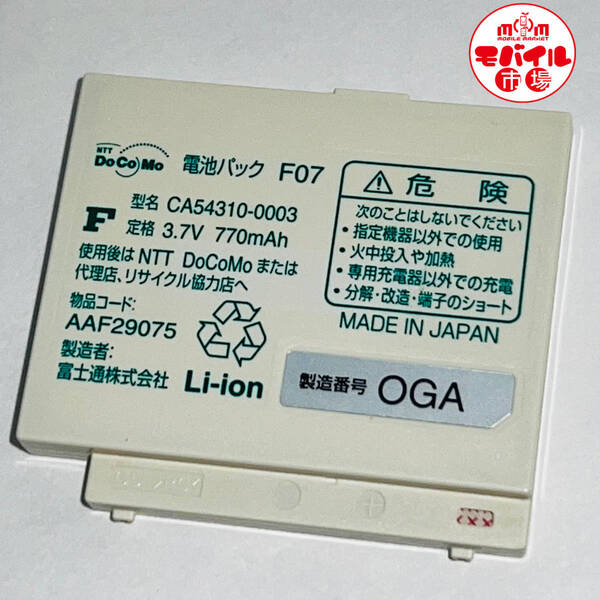 MOBILE MARKET
モバイル
市場
NTT
DoCoMo
電池パック F07
F
型名 CA54310-0003
定格 3.7V 770mAh
使用後は NTT DoCoMo または
代理店、リサイクル協力店へ
物品コード:
AAF29075
製造者:
富士通株式会社
Li-ion
危険
次のことはしないでください
・指定機器以外での使用
・火中投入や加熱
・専用充電器以外での充電
・分解・改造・端子のショート
MADE IN JAPAN
製造番号 OGA